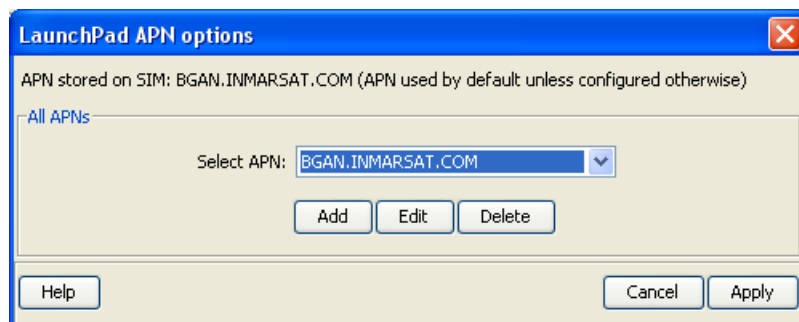 LaunchPad APN options
APN stored on SIM: BGAN.INMARSAT.COM (APN used by default unless configured otherwise)
All APNs
Select APN: BGAN.INMARSAT.COM
Add Edit Delete
Help Cancel Apply